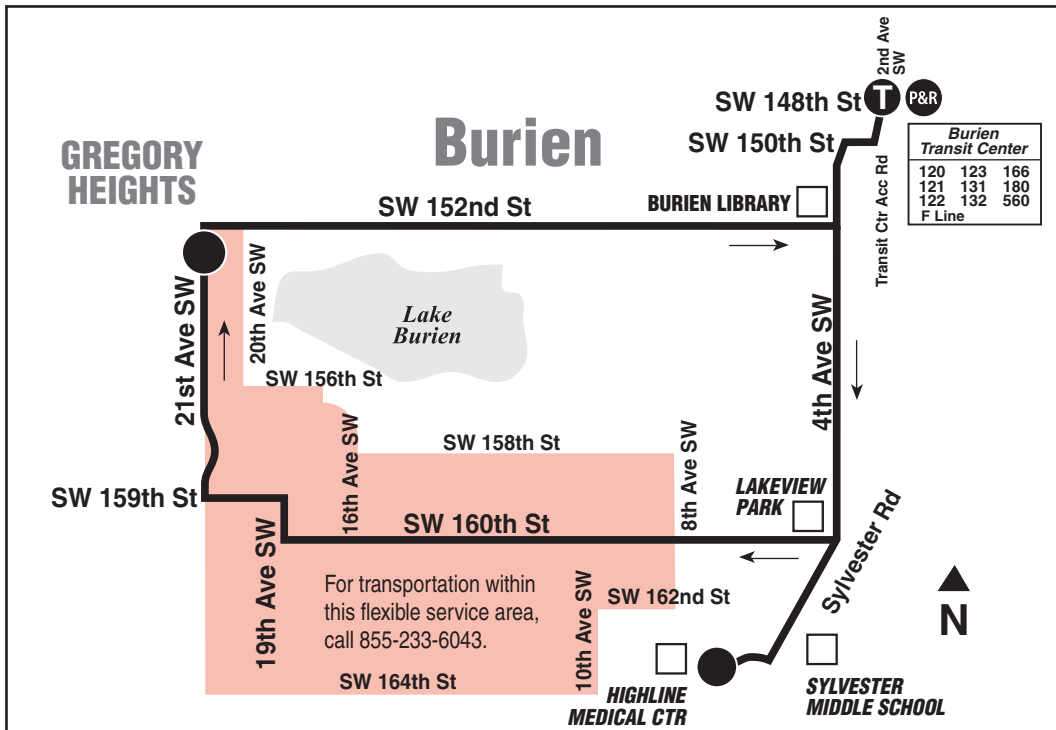 2nd Ave
SW
SW 148th St
T
P&R
SW 150th St
Burien
Transit Center
120 123 166
121 131 180
122 132 560
F Line
Transit Ctr Acc Rd
Burien
GREGORY
HEIGHTS
BURIEN LIBRARY
SW 152nd St
21st Ave SW
20th Ave SW
Lake
Burien
4th Ave SW
SW 156th St
16th Ave SW
SW 158th St
8th Ave SW
LAKEVIEW
PARK
SW 159th St
SW 160th St
19th Ave SW
Sylvester Rd
For transportation within
this flexible service area,
call 855-233-6043.
10th Ave SW
SW 162nd St
SW 164th St
HIGHLINE
MEDICAL CTR
SYLVESTER
MIDDLE SCHOOL
N